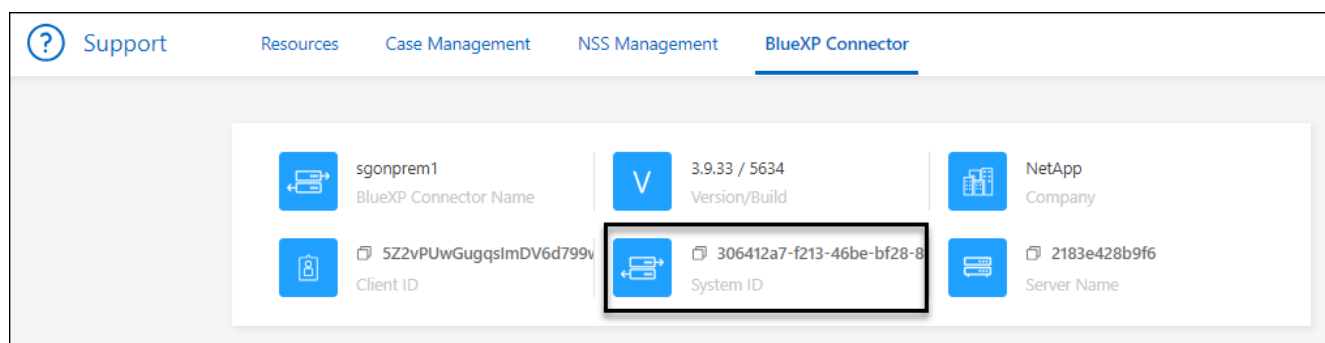 ? Support Resources Case Management NSS Management BlueXP Connector
sgonprem1 V 3.9.33 / 5634 NetApp
BlueXP Connector Name Version/Build Company
5Z2vPUwGugqsImDV6d799 306412a7-f213-46be-bf28-8 2183e428b9f6
Client ID System ID Server Name